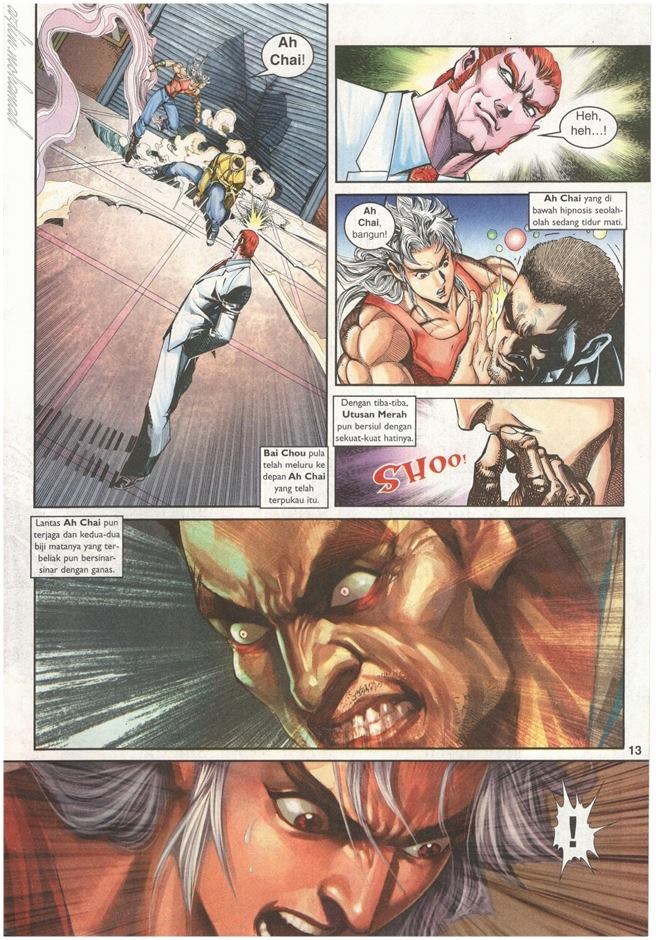 Ah
Chai!
Bai Chou pula
telah meluru ke
depan Ah Chai
yang telah
terpukau itu.
Heh,
heh...!
Ah
Chai,
bangun!
Ah Chai yang di
bawah hipnosis seolah-
olah sedang tidur mati.
Dengan tiba-tiba,
Utusan Merah
pun bersiul dengan
sekuat-kuat hatinya.
SHOO!
Lantas Ah Chai pun
terjaga dan kedua-dua
biji matanya yang ter-
beliak pun bersinar-
sinar dengan ganas.
13
!